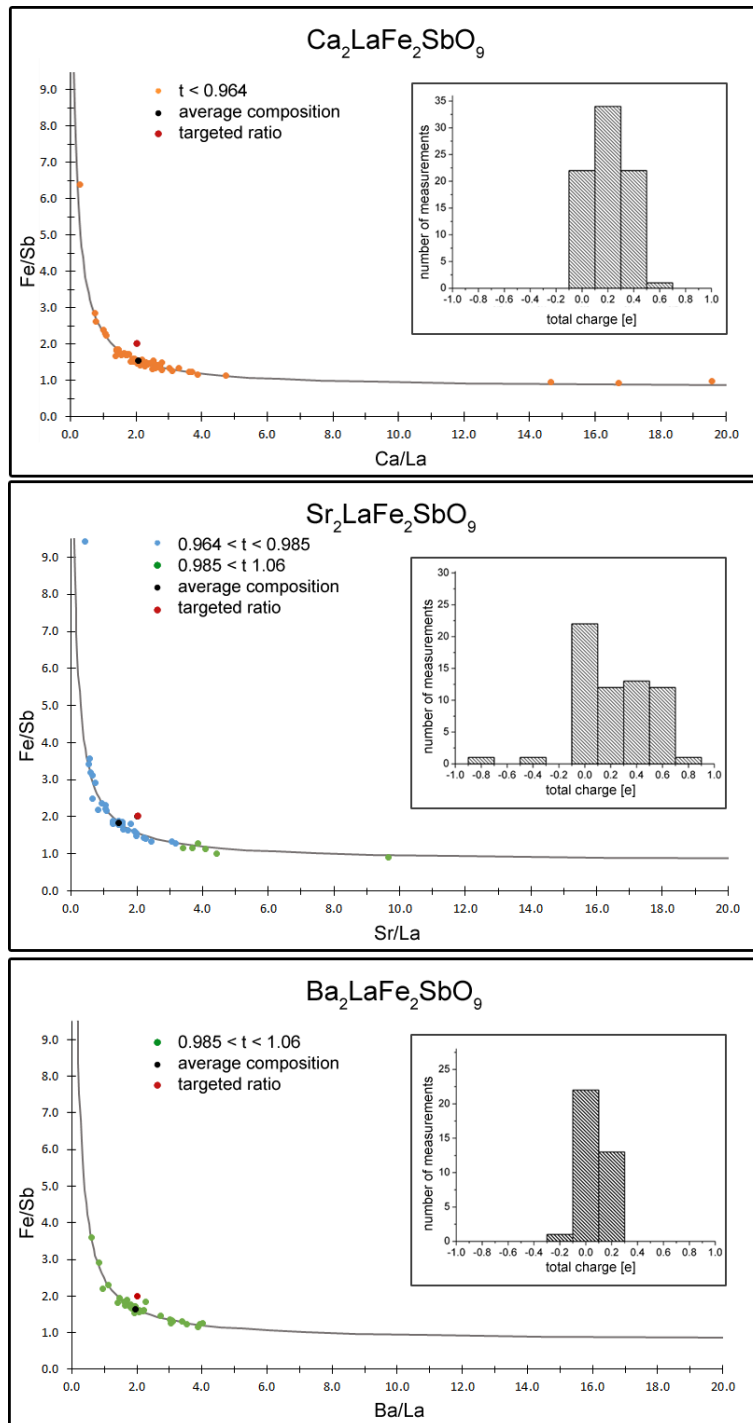 Ca2LaFe2SbO9
t < 0.964
average composition
targeted ratio
Fe/Sb
9.0
8.0
7.0
6.0
5.0
4.0
3.0
2.0
1.0
0.0
0.0 2.0 4.0 6.0 8.0 10.0 12.0 14.0 16.0 18.0 20.0
Ca/La
number of measurements
35
30
25
20
15
10
5
0
-1.0 -0.8 -0.6 -0.4 -0.2 0.0 0.2 0.4 0.6 0.8 1.0
total charge [e]
Sr2LaFe2SbO9
0.964 < t < 0.985
0.985 < t 1.06
average composition
targeted ratio
Fe/Sb
9.0
8.0
7.0
6.0
5.0
4.0
3.0
2.0
1.0
0.0
0.0 2.0 4.0 6.0 8.0 10.0 12.0 14.0 16.0 18.0 20.0
Sr/La
number of measurements
30
25
20
15
10
5
0
-1.0 -0.8 -0.6 -0.4 -0.2 0.0 0.2 0.4 0.6 0.8 1.0
total charge [e]
Ba2LaFe2SbO9
0.985 < t < 1.06
average composition
targeted ratio
Fe/Sb
9.0
8.0
7.0
6.0
5.0
4.0
3.0
2.0
1.0
0.0
0.0 2.0 4.0 6.0 8.0 10.0 12.0 14.0 16.0 18.0 20.0
Ba/La
number of measurements
25
20
15
10
5
0
-1.0 -0.8 -0.6 -0.4 -0.2 0.0 0.2 0.4 0.6 0.8 1.0
total charge [e]